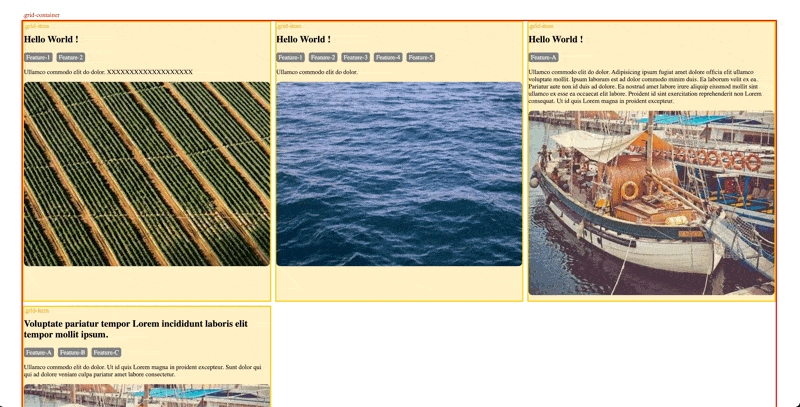 .grid-container
.grid-item
Hello World !
Feature-1 Feature-2
Ullamco commodo elit do dolor. XXXXXXXXXXXXXXXXXXX
.grid-item
Hello World !
Feature-1 Feature-2 Feature-3 Feature-4 Feature-5
Ullamco commodo elit do dolor.
.grid-item
Hello World !
Feature-A
Ullamco commodo elit do dolor. Adipisicing ipsum fugiat amet dolore officia elit ullamco
voluptate mollit. Ipsum laborum est ad dolor commodo minim duis. Ea laborum velit ex ea.
Pariatur aute non id duis ad dolore. Ea nostrud amet labore irure aliquip eiusmod mollit sint
ullamco ex esse ea occaecat elit labore. Proident id sint exercitation reprehenderit non Lorem
consequat. Ut id quis Lorem magna in proident excepteur.
.grid-item
Voluptate pariatur tempor Lorem incididunt laboris elit
tempor mollit ipsum.
Feature-A Feature-B Feature-C
Ullamco commodo elit do dolor. Ut id quis Lorem magna in proident excepteur. Sunt dolor qui
qui ad dolore veniam culpa pariatur amet labore consectetur.